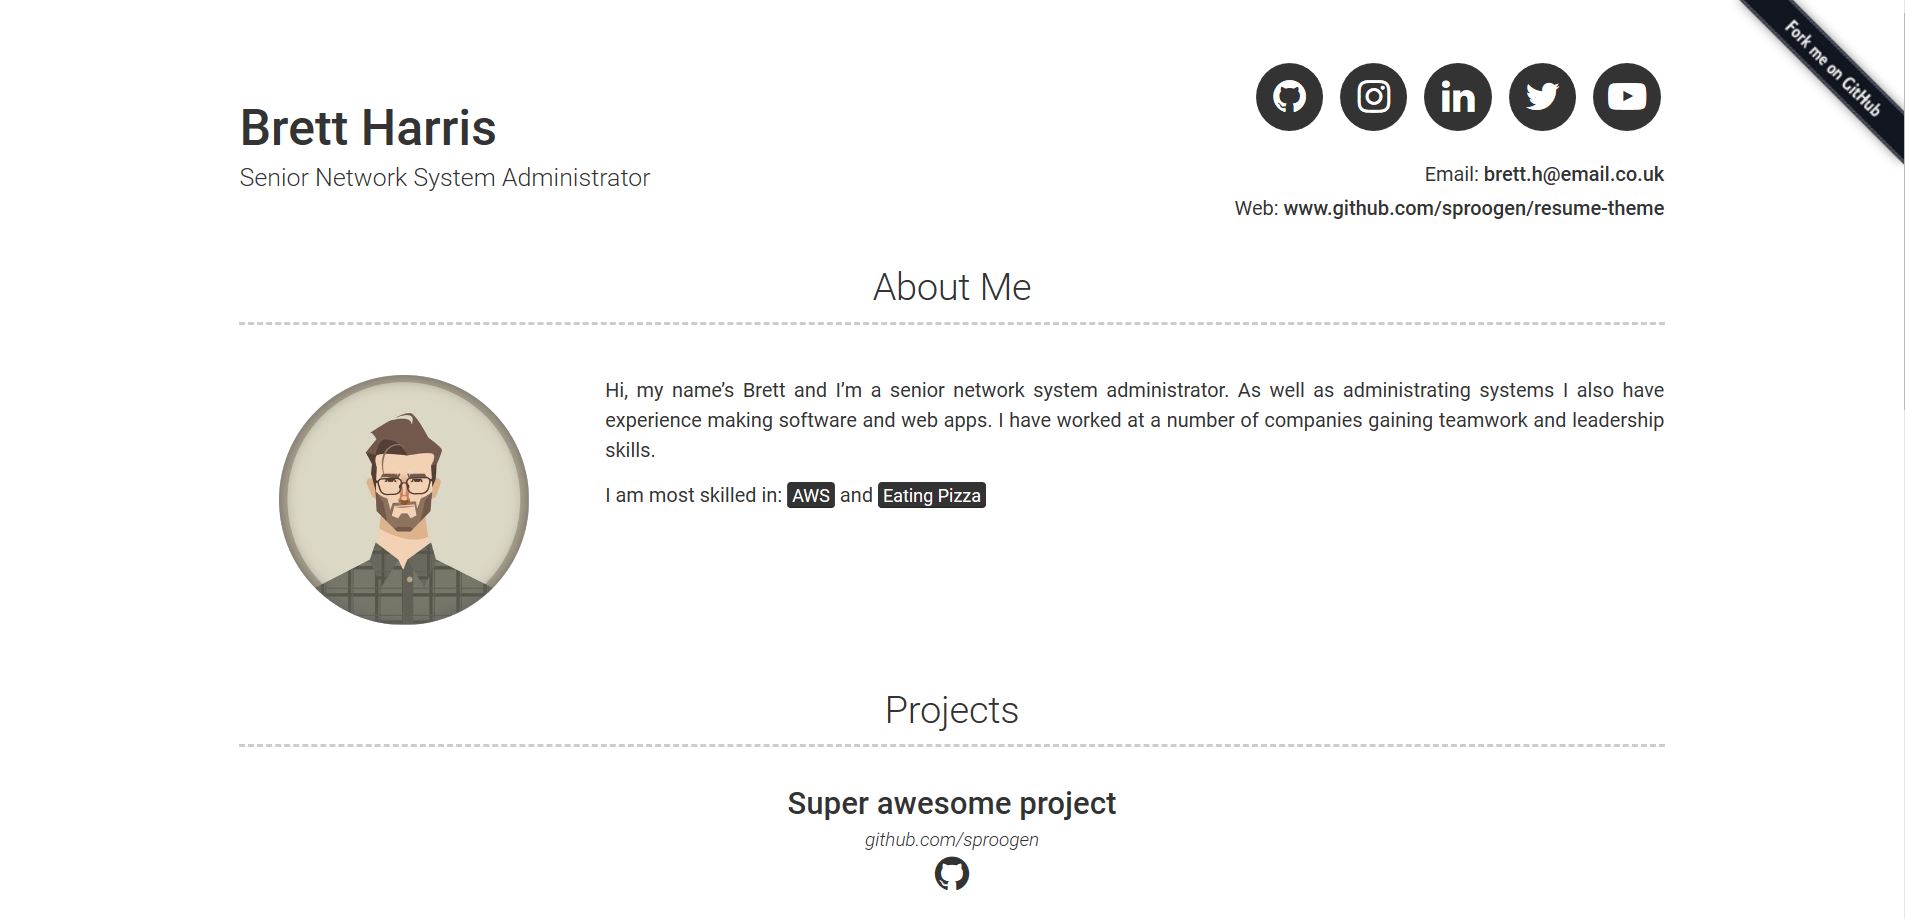 Fork me on GitHub
Brett Harris
Senior Network System Administrator
Email: brett.h@email.co.uk
Web: www.github.com/sproogen/resume-theme
About Me
Hi, my name’s Brett and I’m a senior network system administrator. As well as administrating systems I also have
experience making software and web apps. I have worked at a number of companies gaining teamwork and leadership
skills.
I am most skilled in: AWS and Eating Pizza
Projects
Super awesome project
github.com/sproogen